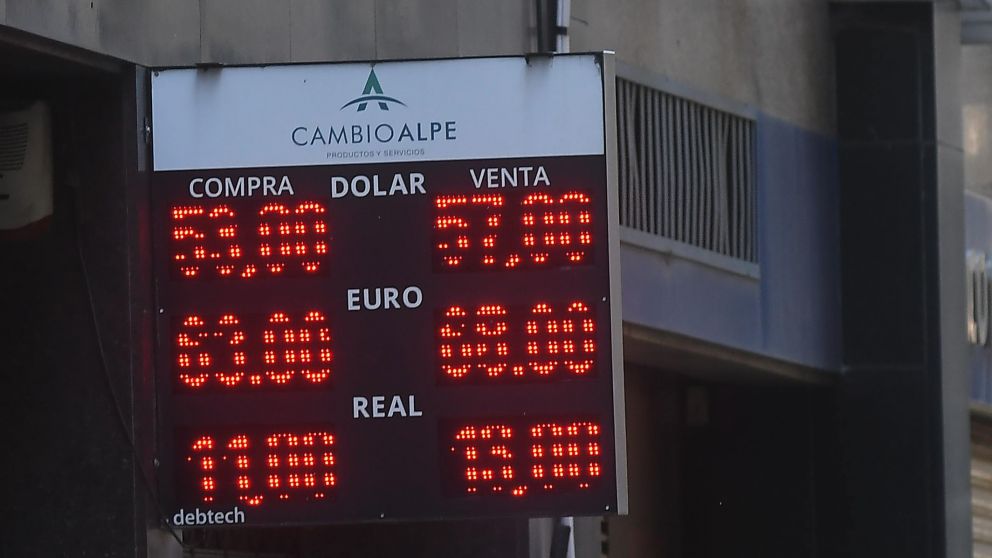 CAMBIOALPE
PRODUCTOS Y SERVICIOS
COMPRA DOLAR VENTA
53,00 57,00
EURO
63.00 68.00
REAL
11,00 13,00
debtech